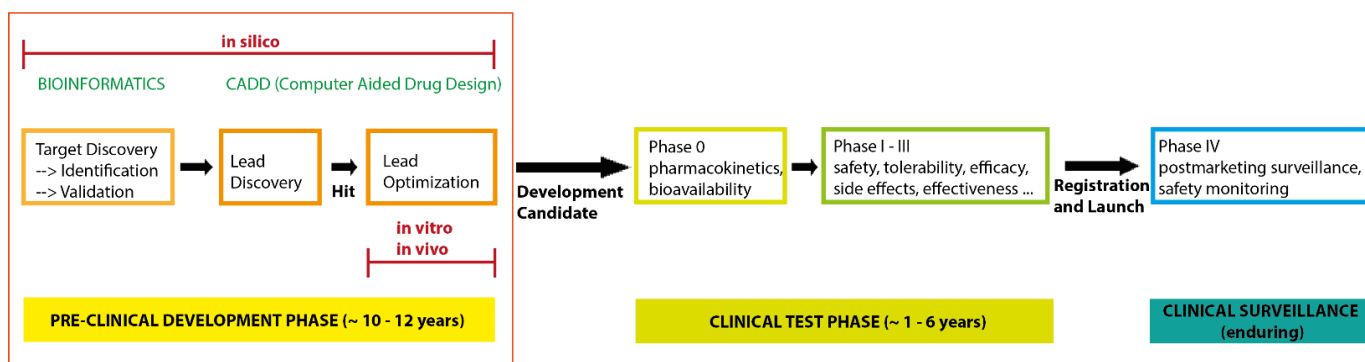 in silico
BIOINFORMATICS
CADD (Computer Aided Drug Design)
Target Discovery
--> Identification
--> Validation
Lead
Discovery
Hit
Lead
Optimization
in vitro
in vivo
Development
Candidate
Phase 0
pharmacokinetics,
bioavailability
Phase I - III
safety, tolerability, efficacy,
side effects, effectiveness ...
Registration
and Launch
Phase IV
postmarketing surveillance,
safety monitoring
PRE-CLINICAL DEVELOPMENT PHASE (~ 10 - 12 years)
CLINICAL TEST PHASE (~ 1 - 6 years)
CLINICAL SURVEILLANCE
(enduring)